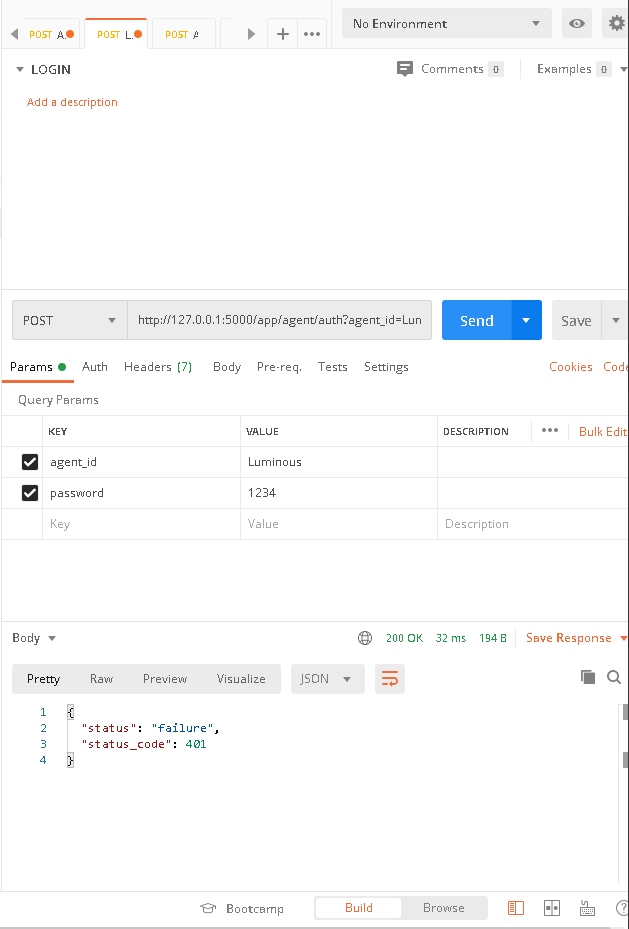 POST A. POST L. POST A No Environment
LOGIN Comments 0 Examples 0
Add a description
POST http://127.0.0.1:5000/app/agent/auth?agent_id=Lun Send Save
Params Auth Headers (7) Body Pre-req. Tests Settings Cookies Code
Query Params
KEY VALUE DESCRIPTION ••• Bulk Edit
agent_id Luminous
password 1234
Key Value Description
Body 200 OK 32 ms 194 B Save Response
Pretty Raw Preview Visualize JSON
1 {
2 "status": "failure",
3 "status_code": 401
4 }
Bootcamp Build Browse